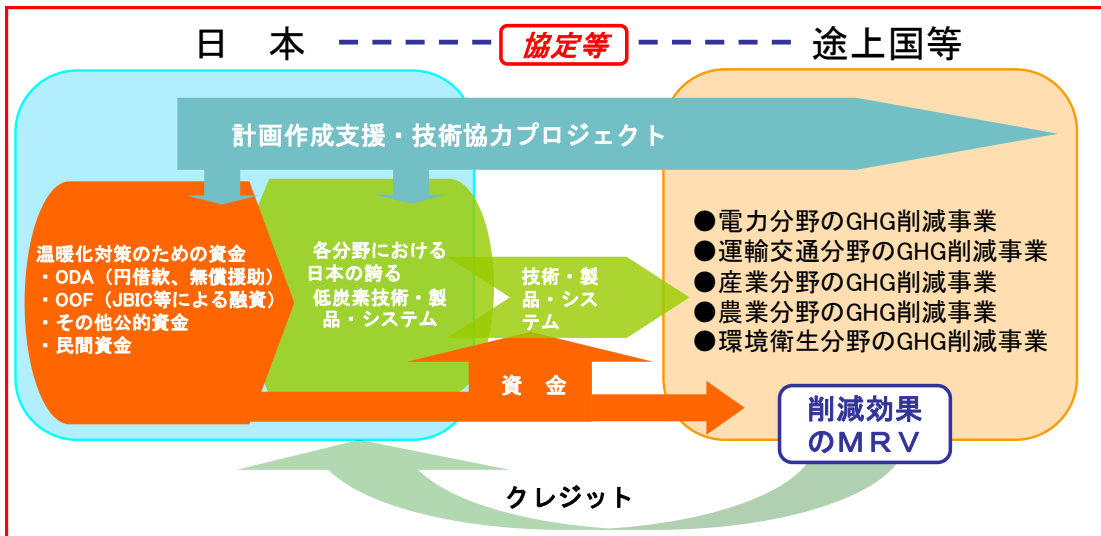 日　本
協定等
途上国等
計画作成支援・技術協力プロジェクト
温暖化対策のための資金
・ODA（円借款、無償援助）
・OOF（JBIC等による融資）
・その他公的資金
・民間資金
各分野における
日本の誇る
低炭素技術・製
品・システム
技術・製
品・シス
テム
●電力分野のGHG削減事業
●運輸交通分野のGHG削減事業
●産業分野のGHG削減事業
●農業分野のGHG削減事業
●環境衛生分野のGHG削減事業
資　金
削減効果
のＭＲＶ
クレジット